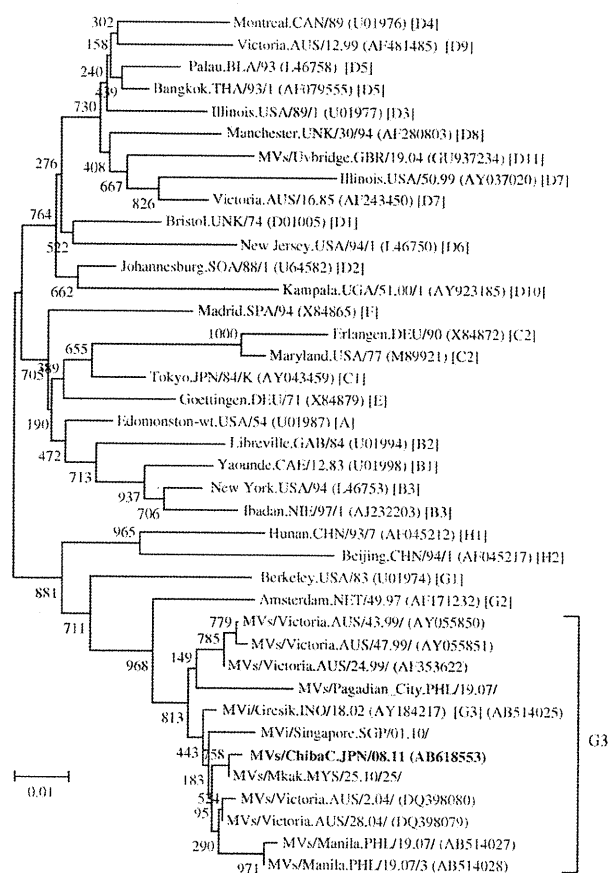 302
Montreal.CAN/89 (U01976) [D4]
158
Victoria.AUS/12.99 (AF481485) [D9]
240
Palau.BLA/93 (L46758) [D5]
439
Bangkok.THA/93/1 (AF079555) [D5]
730
Illinois.USA/89/1 (U01977) [D3]
Manchester.UNK/30/94 (AF280803) [D8]
276
408
MVs/Uvbridge.GBR/19.04 (GU937234) [D11]
667
Illinois.USA/50.99 (AY037020) [D7]
826
Victoria.AUS/16.85 (AF243450) [D7]
764
Bristol.UNK/74 (D01005) [D1]
522
New Jersey.USA/94/1 (L46750) [D6]
Johannesburg.SOA/88/1 (U64582) [D2]
662
Kampala.UGA/51.00/1 (AY923185) [D10]
Madrid.SPA/94 (X84865) [F]
1000
Erlangen.DEU/90 (X84872) [C2]
655
Maryland.USA/77 (M89921) [C2]
705
389
Tokyo.JPN/84/K (AY043459) [C1]
Goettingen.DEU/71 (X84879) [E]
190
Edomonston-wt.USA/54 (U01987) [A]
472
Libreville.GAB/84 (U01994) [B2]
713
Yaounde.CAE/12.83 (U01998) [B1]
937
New York.USA/94 (L46753) [B3]
706
Ibadan.NIE/97/1 (AJ232203) [B3]
965
Hunan.CHN/93/7 (AF045212) [H1]
Beijing.CHN/94/1 (AF045217) [H2]
881
Berkeley.USA/83 (U01974) [G1]
711
Amsterdam.NET/49.97 (AF171232) [G2]
779
MVs/Victoria.AUS/43.99/ (AY055850)
785
MVs/Victoria.AUS/47.99/ (AY055851)
968
149
MVs/Victoria.AUS/24.99/ (AF353622)
MVs/Pagadian_City.PHL/19.07/
813
MVi/Gresik.INO/18.02 (AY184217) [G3] (AB514025)
G3
MVi/Singapore.SGP/01.10/
443
758
MVs/ChibaC.JPN/08.11 (AB618553)
183
MVs/Mkak.MYS/25.10/25/
0.01
MVs/Victoria.AUS/2.04/ (DQ398080)
95
MVs/Victoria.AUS/28.04/ (DQ398079)
290
MVs/Manila.PHL/19.07/ (AB514027)
971
MVs/Manila.PHL/19.07/3 (AB514028)